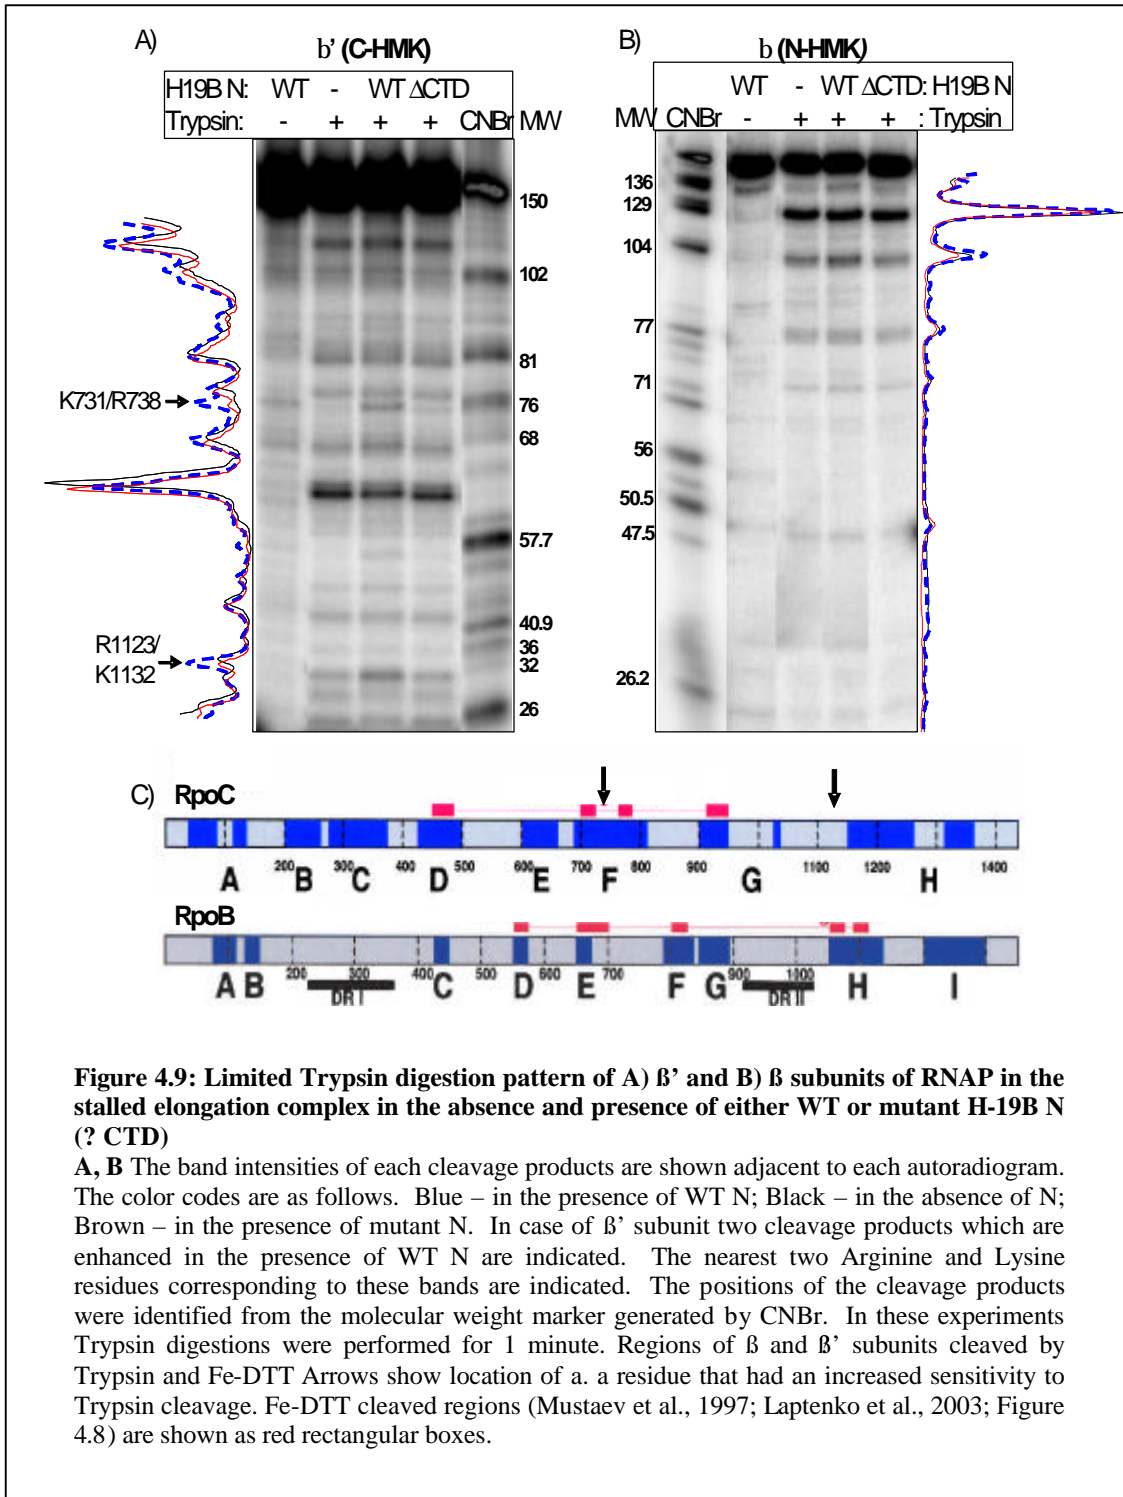 A)
b' (C-HMK)
H19B N: WT - WT ΔCTD
Trypsin: - + + + CNBr MW
150
102
81
76
68
57.7
40.9
36
32
26
K731/R738
R1123/
K1132
B)
b (N-HMK)
WT - WT ΔCTD: H19B N
MW CNBr - + + + : Trypsin
136
129
104
77
71
56
50.5
47.5
26.2
C)
RpoC
200 300 400 500 600 700 800 900 1100 1200 1400
A B C D E F G H
RpoB
200 300 400 500 600 700 900 1000
A B C D E F G H I
DR I DR II
Figure 4.9: Limited Trypsin digestion pattern of A) ß’ and B) ß subunits of RNAP in the
stalled elongation complex in the absence and presence of either WT or mutant H-19B N
(? CTD)
A, B The band intensities of each cleavage products are shown adjacent to each autoradiogram.
The color codes are as follows. Blue – in the presence of WT N; Black – in the absence of N;
Brown – in the presence of mutant N. In case of ß’ subunit two cleavage products which are
enhanced in the presence of WT N are indicated. The nearest two Arginine and Lysine
residues corresponding to these bands are indicated. The positions of the cleavage products
were identified from the molecular weight marker generated by CNBr. In these experiments
Trypsin digestions were performed for 1 minute. Regions of ß and ß’ subunits cleaved by
Trypsin and Fe-DTT Arrows show location of a. a residue that had an increased sensitivity to
Trypsin cleavage. Fe-DTT cleaved regions (Mustaev et al., 1997; Laptenko et al., 2003; Figure
4.8) are shown as red rectangular boxes.